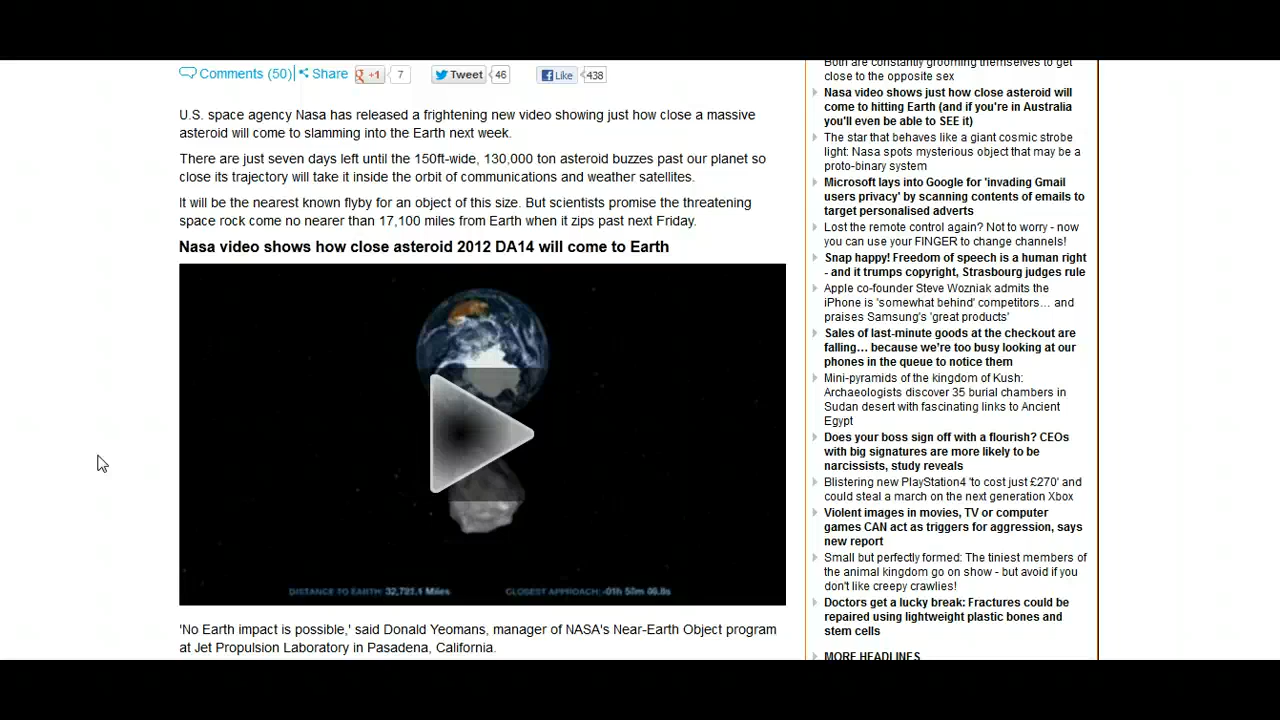 Comments (50) Share +1 7 Tweet 46 Like 438
U.S. space agency Nasa has released a frightening new video showing just how close a massive
asteroid will come to slamming into the Earth next week.
There are just seven days left until the 150ft-wide, 130,000 ton asteroid buzzes past our planet so
close its trajectory will take it inside the orbit of communications and weather satellites.
It will be the nearest known flyby for an object of this size. But scientists promise the threatening
space rock come no nearer than 17,100 miles from Earth when it zips past next Friday.
Nasa video shows how close asteroid 2012 DA14 will come to Earth
DISTANCE TO EARTH: 32,721.1 Miles CLOSEST APPROACH:
'No Earth impact is possible,' said Donald Yeomans, manager of NASA's Near-Earth Object program
at Jet Propulsion Laboratory in Pasadena, California.
Both are constantly grooming themselves to get
close to the opposite sex
Nasa video shows just how close asteroid will
come to hitting Earth (and if you're in Australia
you'll even be able to SEE it)
The star that behaves like a giant cosmic strobe
light: Nasa spots mysterious object that may be a
proto-binary system
Microsoft lays into Google for 'invading Gmail
users privacy' by scanning contents of emails to
target personalised adverts
Lost the remote control again? Not to worry - now
you can use your FINGER to change channels!
Snap happy! Freedom of speech is a human right
- and it trumps copyright, Strasbourg judges rule
Apple co-founder Steve Wozniak admits the
iPhone is 'somewhat behind' competitors... and
praises Samsung's 'great products'
Sales of last-minute goods at the checkout are
falling... because we're too busy looking at our
phones in the queue to notice them
Mini-pyramids of the kingdom of Kush:
Archaeologists discover 35 burial chambers in
Sudan desert with fascinating links to Ancient
Egypt
Does your boss sign off with a flourish? CEOs
with big signatures are more likely to be
narcissists, study reveals
Blistering new PlayStation4 'to cost just £270' and
could steal a march on the next generation Xbox
Violent images in movies, TV or computer
games CAN act as triggers for aggression, says
new report
Small but perfectly formed: The tiniest members of
the animal kingdom go on show - but avoid if you
don't like creepy crawlies!
Doctors get a lucky break: Fractures could be
repaired using lightweight plastic bones and
stem cells
MORE HEADLINES